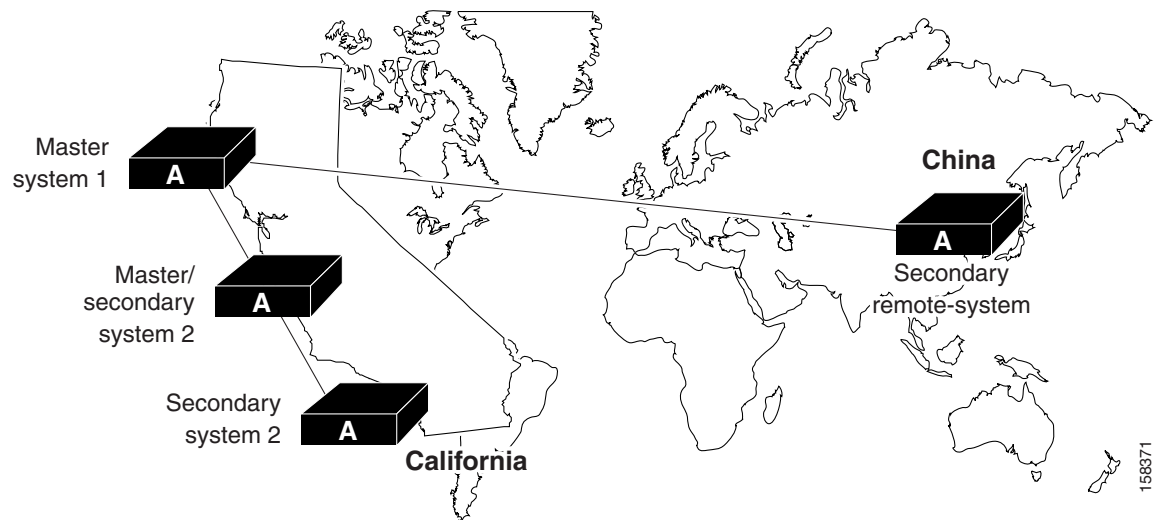 Master
system 1
A
China
A
Secondary
remote-system
Master/
secondary
system 2
A
Secondary
system 2
A
California
158371